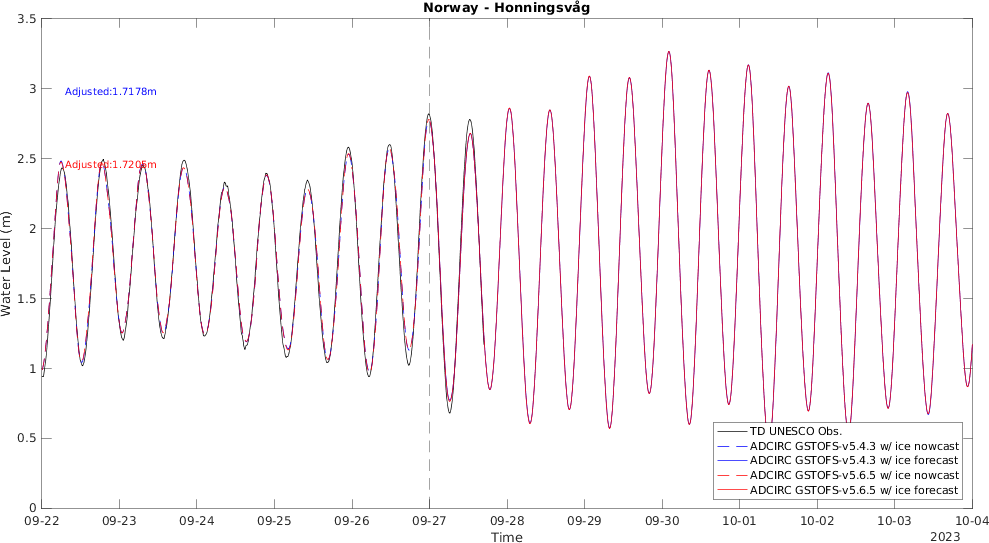 Norway - Honningsvåg
3.5
3
2.5
2
1.5
1
0.5
0
Water Level (m)
Adjusted:1.7178m
Adjusted:1.7205m
TD UNESCO Obs.
ADCIRC GSTOFS-v5.4.3 w/ ice nowcast
ADCIRC GSTOFS-v5.4.3 w/ ice forecast
ADCIRC GSTOFS-v5.6.5 w/ ice nowcast
ADCIRC GSTOFS-v5.6.5 w/ ice forecast
09-22 09-23 09-24 09-25 09-26 09-27 09-28 09-29 09-30 10-01 10-02 10-03 10-04
Time
2023